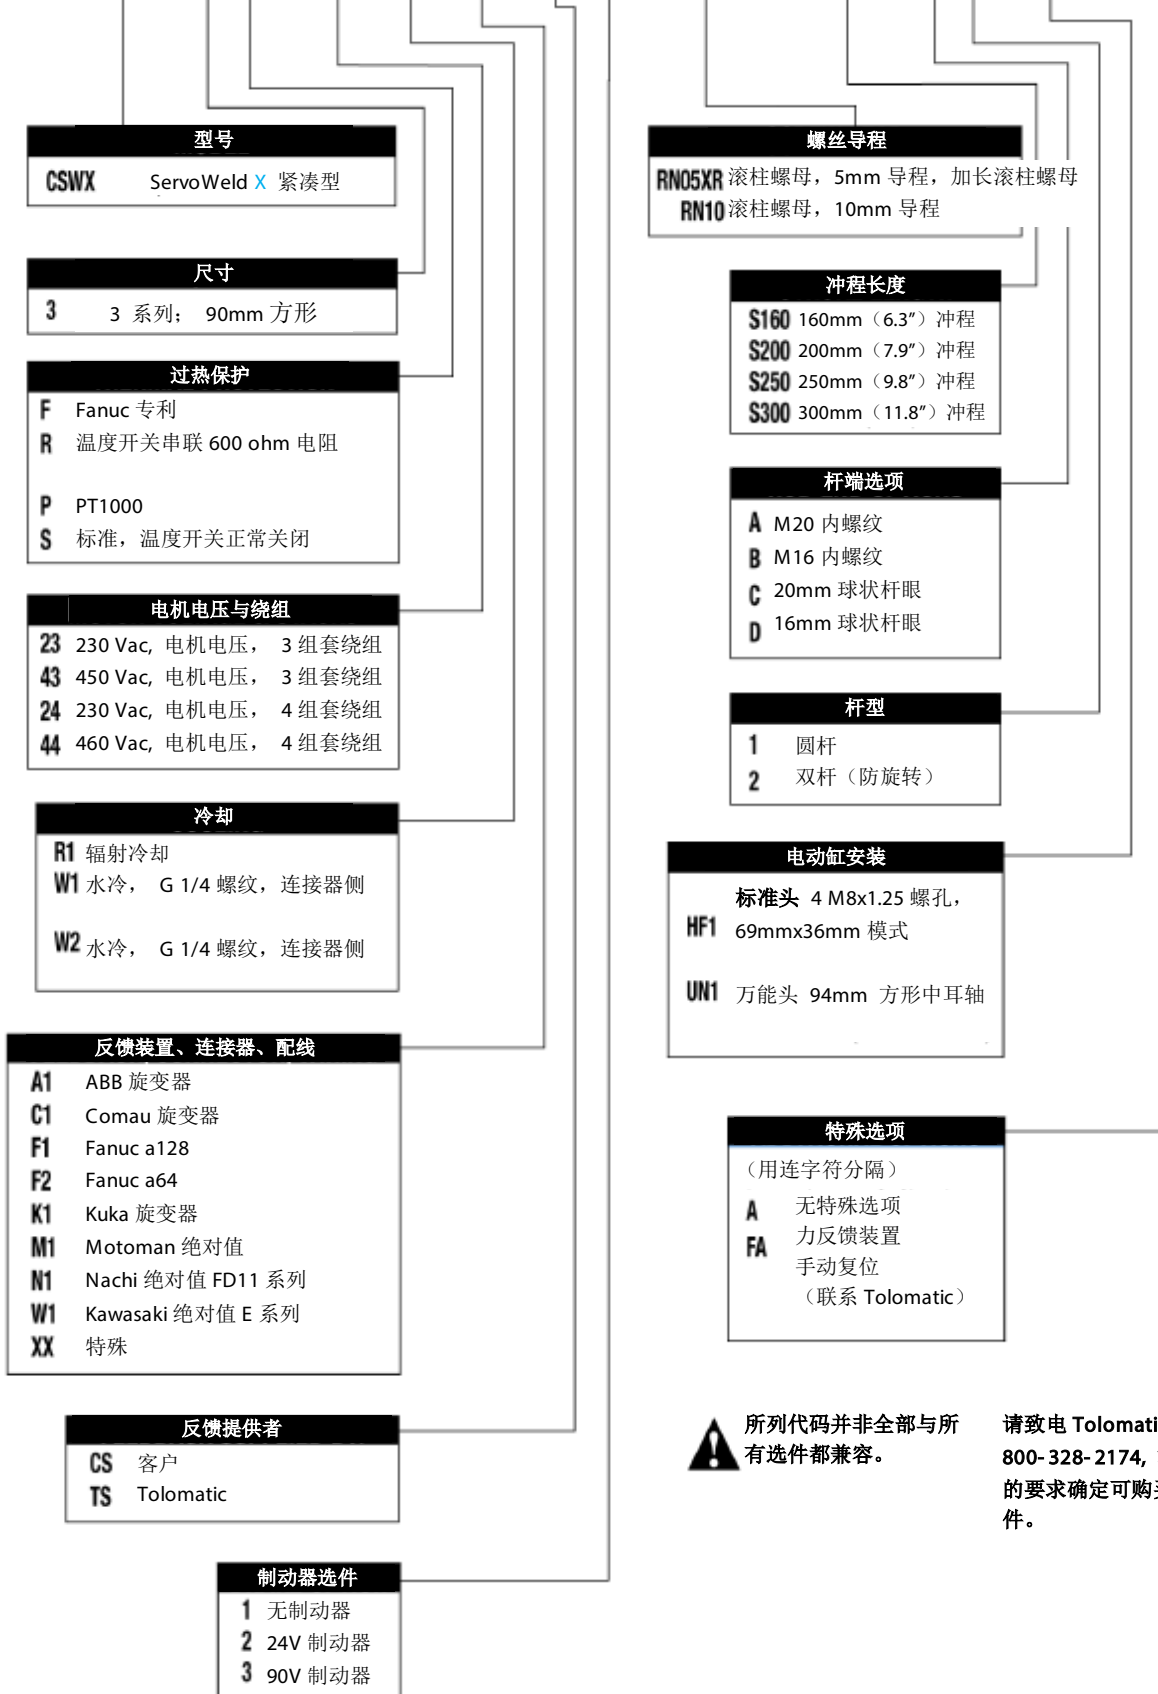 型号
CSWX ServoWeld X 紧凑型
尺寸
3 3 系列； 90mm 方形
过热保护
F Fanuc 专利
R 温度开关串联 600 ohm 电阻
P PT1000
S 标准，温度开关正常关闭
电机电压与绕组
23 230 Vac, 电机电压， 3 组套绕组
43 450 Vac, 电机电压， 3 组套绕组
24 230 Vac, 电机电压， 4 组套绕组
44 460 Vac, 电机电压， 4 组套绕组
冷却
R1 辐射冷却
W1 水冷， G 1/4 螺纹，连接器侧
W2 水冷， G 1/4 螺纹，连接器侧
反馈装置、连接器、配线
A1 ABB 旋变器
C1 Comau 旋变器
F1 Fanuc a128
F2 Fanuc a64
K1 Kuka 旋变器
M1 Motoman 绝对值
N1 Nachi 绝对值 FD11 系列
W1 Kawasaki 绝对值 E 系列
XX 特殊
反馈提供者
CS 客户
TS Tolomatic
制动器选件
1 无制动器
2 24V 制动器
3 90V 制动器
螺丝导程
RN05XR 滚柱螺母，5mm 导程，加长滚柱螺母
RN10 滚柱螺母，10mm 导程
冲程长度
S160 160mm（6.3”）冲程
S200 200mm（7.9”）冲程
S250 250mm（9.8”）冲程
S300 300mm（11.8”）冲程
杆端选项
A M20 内螺纹
B M16 内螺纹
C 20mm 球状杆眼
D 16mm 球状杆眼
杆型
1 圆杆
2 双杆（防旋转）
电动缸安装
标准头 4 M8x1.25 螺孔，
HF1 69mmx36mm 模式
UN1 万能头 94mm 方形中耳轴
特殊选项
（用连字符分隔）
A 无特殊选项
FA 力反馈装置
手动复位
（联系 Tolomatic）
所列代码并非全部与所
有选件都兼容。
请致电 Tolomati
800-328-2174,
的要求确定可购
件。